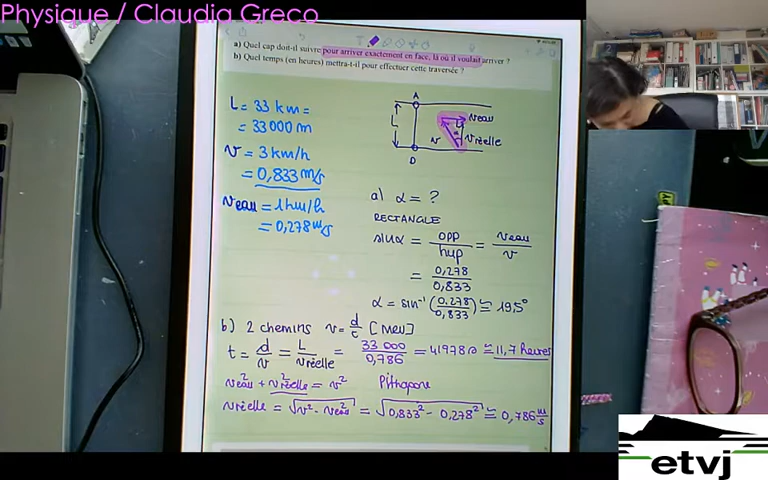 Physique / Claudia Greco
a) Quel cap doit-il suivre pour arriver exactement en face, là où il voulait arriver ?
b) Quel temps (en heures) mettra-t-il pour effectuer cette traversée ?
L = 33 km =
= 33 000 m
v = 3 km/h
= 0,833 m/s
veau = 1 km/h
= 0,278 m/s
A
L
D
veau
α
v
vréelle
a) α = ?
RECTANGLE
sinα = opp/hyp = veau/v
= 0,278/0,833
α = sin⁻¹(0.278/0,833) ≅ 19,5°
b) 2 chemins v = d/t [MRU]
t = d/v = L/vréelle = 33 000/0,786 = 41978 s ≅ 11,7 heures
veau² + vréelle² = v² Pithagore
vréelle = √(v² - veau²) = √(0,833² - 0,278²) ≅ 0,786 m/s
etvj